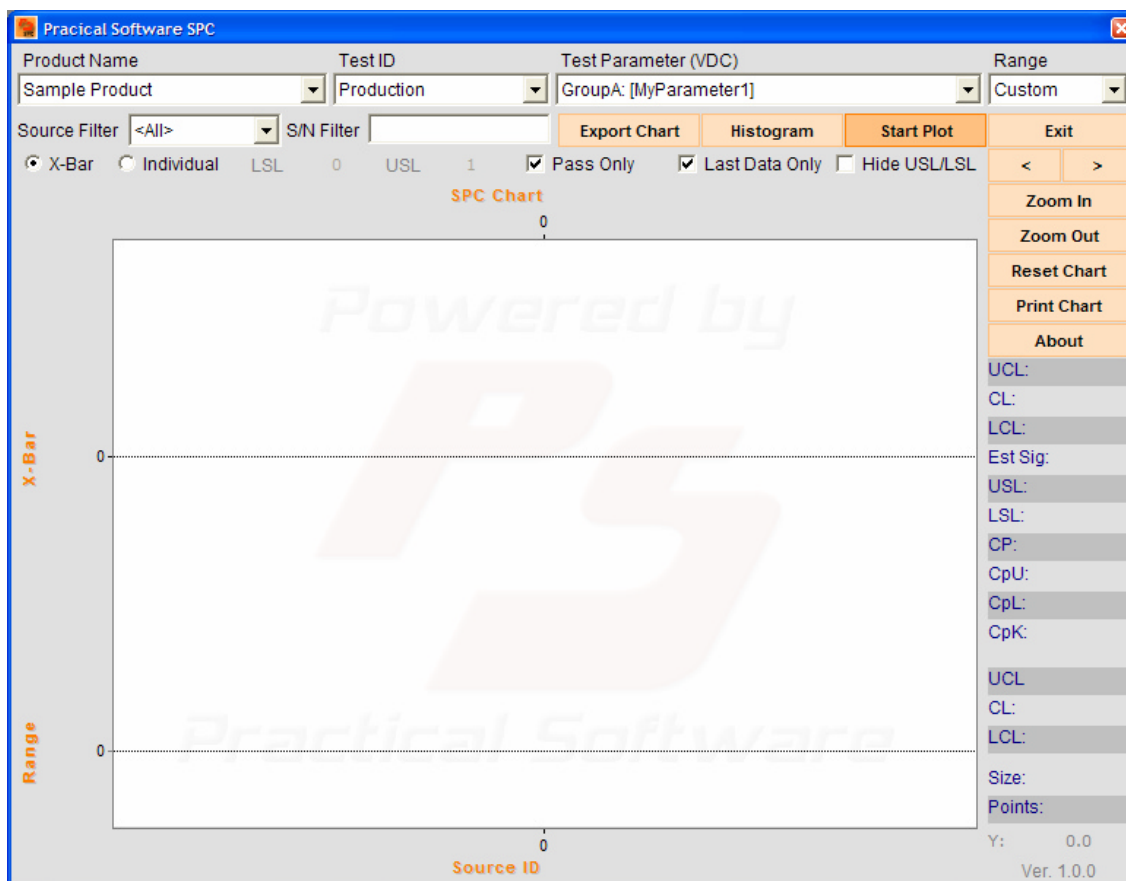 Pracical Software SPC
Product Name Test ID Test Parameter (VDC) Range
Sample Product Production GroupA: [MyParameter1] Custom
Source Filter <All> S/N Filter Export Chart Histogram Start Plot Exit
X-Bar Individual LSL 0 USL 1 Pass Only Last Data Only Hide USL/LSL < >
SPC Chart
0
Zoom In
Zoom Out
Reset Chart
Print Chart
About
Powered by
PS
Practical Software
X-Bar
0
Range
0
0
Source ID
UCL:
CL:
LCL:
Est Sig:
USL:
LSL:
CP:
CpU:
CpL:
CpK:
UCL
CL:
LCL:
Size:
Points:
Y: 0.0
Ver. 1.0.0